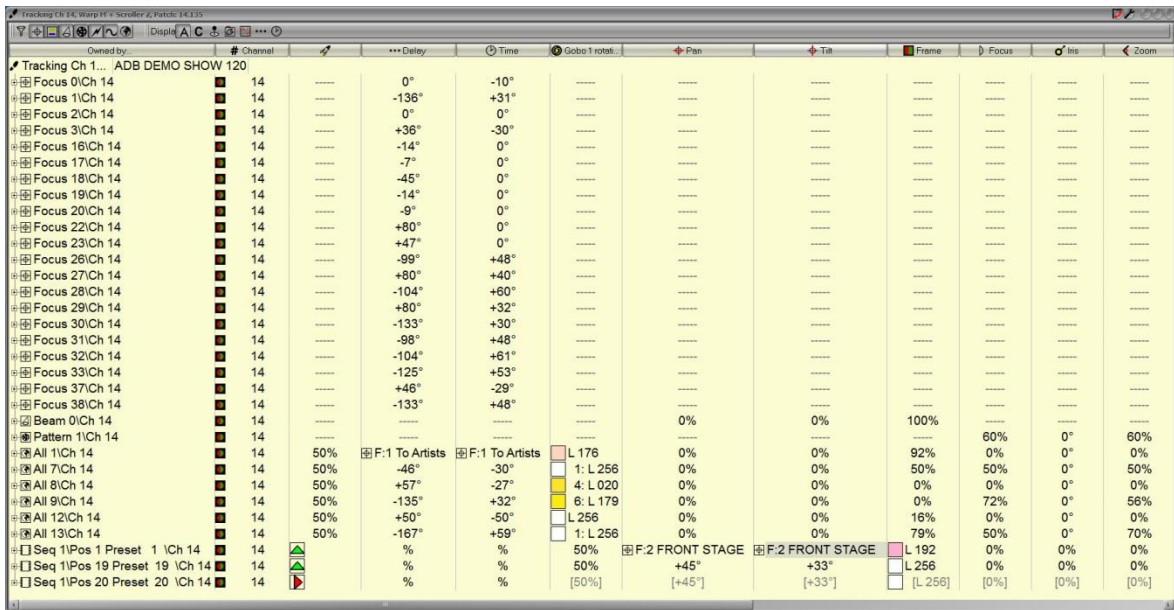 Tracking Ch 14, Warp M + Scroller 2, Patch: 14.135
Displa A C
Owned by... # Channel Delay Time Gobo 1 rotati... Pan Tilt Frame Focus Iris Zoom
Tracking Ch 1... ADB DEMO SHOW 120
Focus 0\Ch 14 14 ----- 0° -10° ----- ----- ----- ----- ----- ----- -----
Focus 1\Ch 14 14 ----- -136° +31° ----- ----- ----- ----- ----- ----- -----
Focus 2\Ch 14 14 ----- 0° 0° ----- ----- ----- ----- ----- ----- -----
Focus 3\Ch 14 14 ----- +36° -30° ----- ----- ----- ----- ----- ----- -----
Focus 16\Ch 14 14 ----- -14° 0° ----- ----- ----- ----- ----- ----- -----
Focus 17\Ch 14 14 ----- -7° 0° ----- ----- ----- ----- ----- ----- -----
Focus 18\Ch 14 14 ----- -45° 0° ----- ----- ----- ----- ----- ----- -----
Focus 19\Ch 14 14 ----- -14° 0° ----- ----- ----- ----- ----- ----- -----
Focus 20\Ch 14 14 ----- -9° 0° ----- ----- ----- ----- ----- ----- -----
Focus 22\Ch 14 14 ----- +80° 0° ----- ----- ----- ----- ----- ----- -----
Focus 23\Ch 14 14 ----- +47° 0° ----- ----- ----- ----- ----- ----- -----
Focus 26\Ch 14 14 ----- -99° +48° ----- ----- ----- ----- ----- ----- -----
Focus 27\Ch 14 14 ----- +80° +40° ----- ----- ----- ----- ----- ----- -----
Focus 28\Ch 14 14 ----- -104° +60° ----- ----- ----- ----- ----- ----- -----
Focus 29\Ch 14 14 ----- +80° +32° ----- ----- ----- ----- ----- ----- -----
Focus 30\Ch 14 14 ----- -133° +30° ----- ----- ----- ----- ----- ----- -----
Focus 31\Ch 14 14 ----- -98° +48° ----- ----- ----- ----- ----- ----- -----
Focus 32\Ch 14 14 ----- -104° +61° ----- ----- ----- ----- ----- ----- -----
Focus 33\Ch 14 14 ----- -125° +53° ----- ----- ----- ----- ----- ----- -----
Focus 37\Ch 14 14 ----- +46° -29° ----- ----- ----- ----- ----- ----- -----
Focus 38\Ch 14 14 ----- -133° +48° ----- ----- ----- ----- ----- ----- -----
Beam 0\Ch 14 14 ----- ----- ----- ----- 0% 0% 100% ----- ----- -----
Pattern 1\Ch 14 14 ----- ----- ----- ----- ----- ----- ----- 60% 0° 60%
All 1\Ch 14 14 50% F:1 To Artists F:1 To Artists L 176 0% 0% 92% 0% 0° 0%
All 7\Ch 14 14 50% -46° -30° 1: L 256 0% 0% 50% 50% 0° 50%
All 8\Ch 14 14 50% +57° -27° 4: L 020 0% 0% 0% 0% 0° 0%
All 9\Ch 14 14 50% -135° +32° 6: L 179 0% 0% 0% 72% 0° 56%
All 12\Ch 14 14 50% +50° -50° L 256 0% 0% 16% 0% 0° 0%
All 13\Ch 14 14 50% -167° +59° 1: L 256 0% 0% 79% 50% 0° 70%
Seq 1\Pos 1 Preset 1 \Ch 14 14 % % 50% F:2 FRONT STAGE F:2 FRONT STAGE L 192 0% 0% 0%
Seq 1\Pos 19 Preset 19 \Ch 14 14 % % 50% +45° +33° L 256 0% 0% 0%
Seq 1\Pos 20 Preset 20 \Ch 14 14 % % [50%] [+45°] [+33°] [L 256] [0%] [0%] [0%]